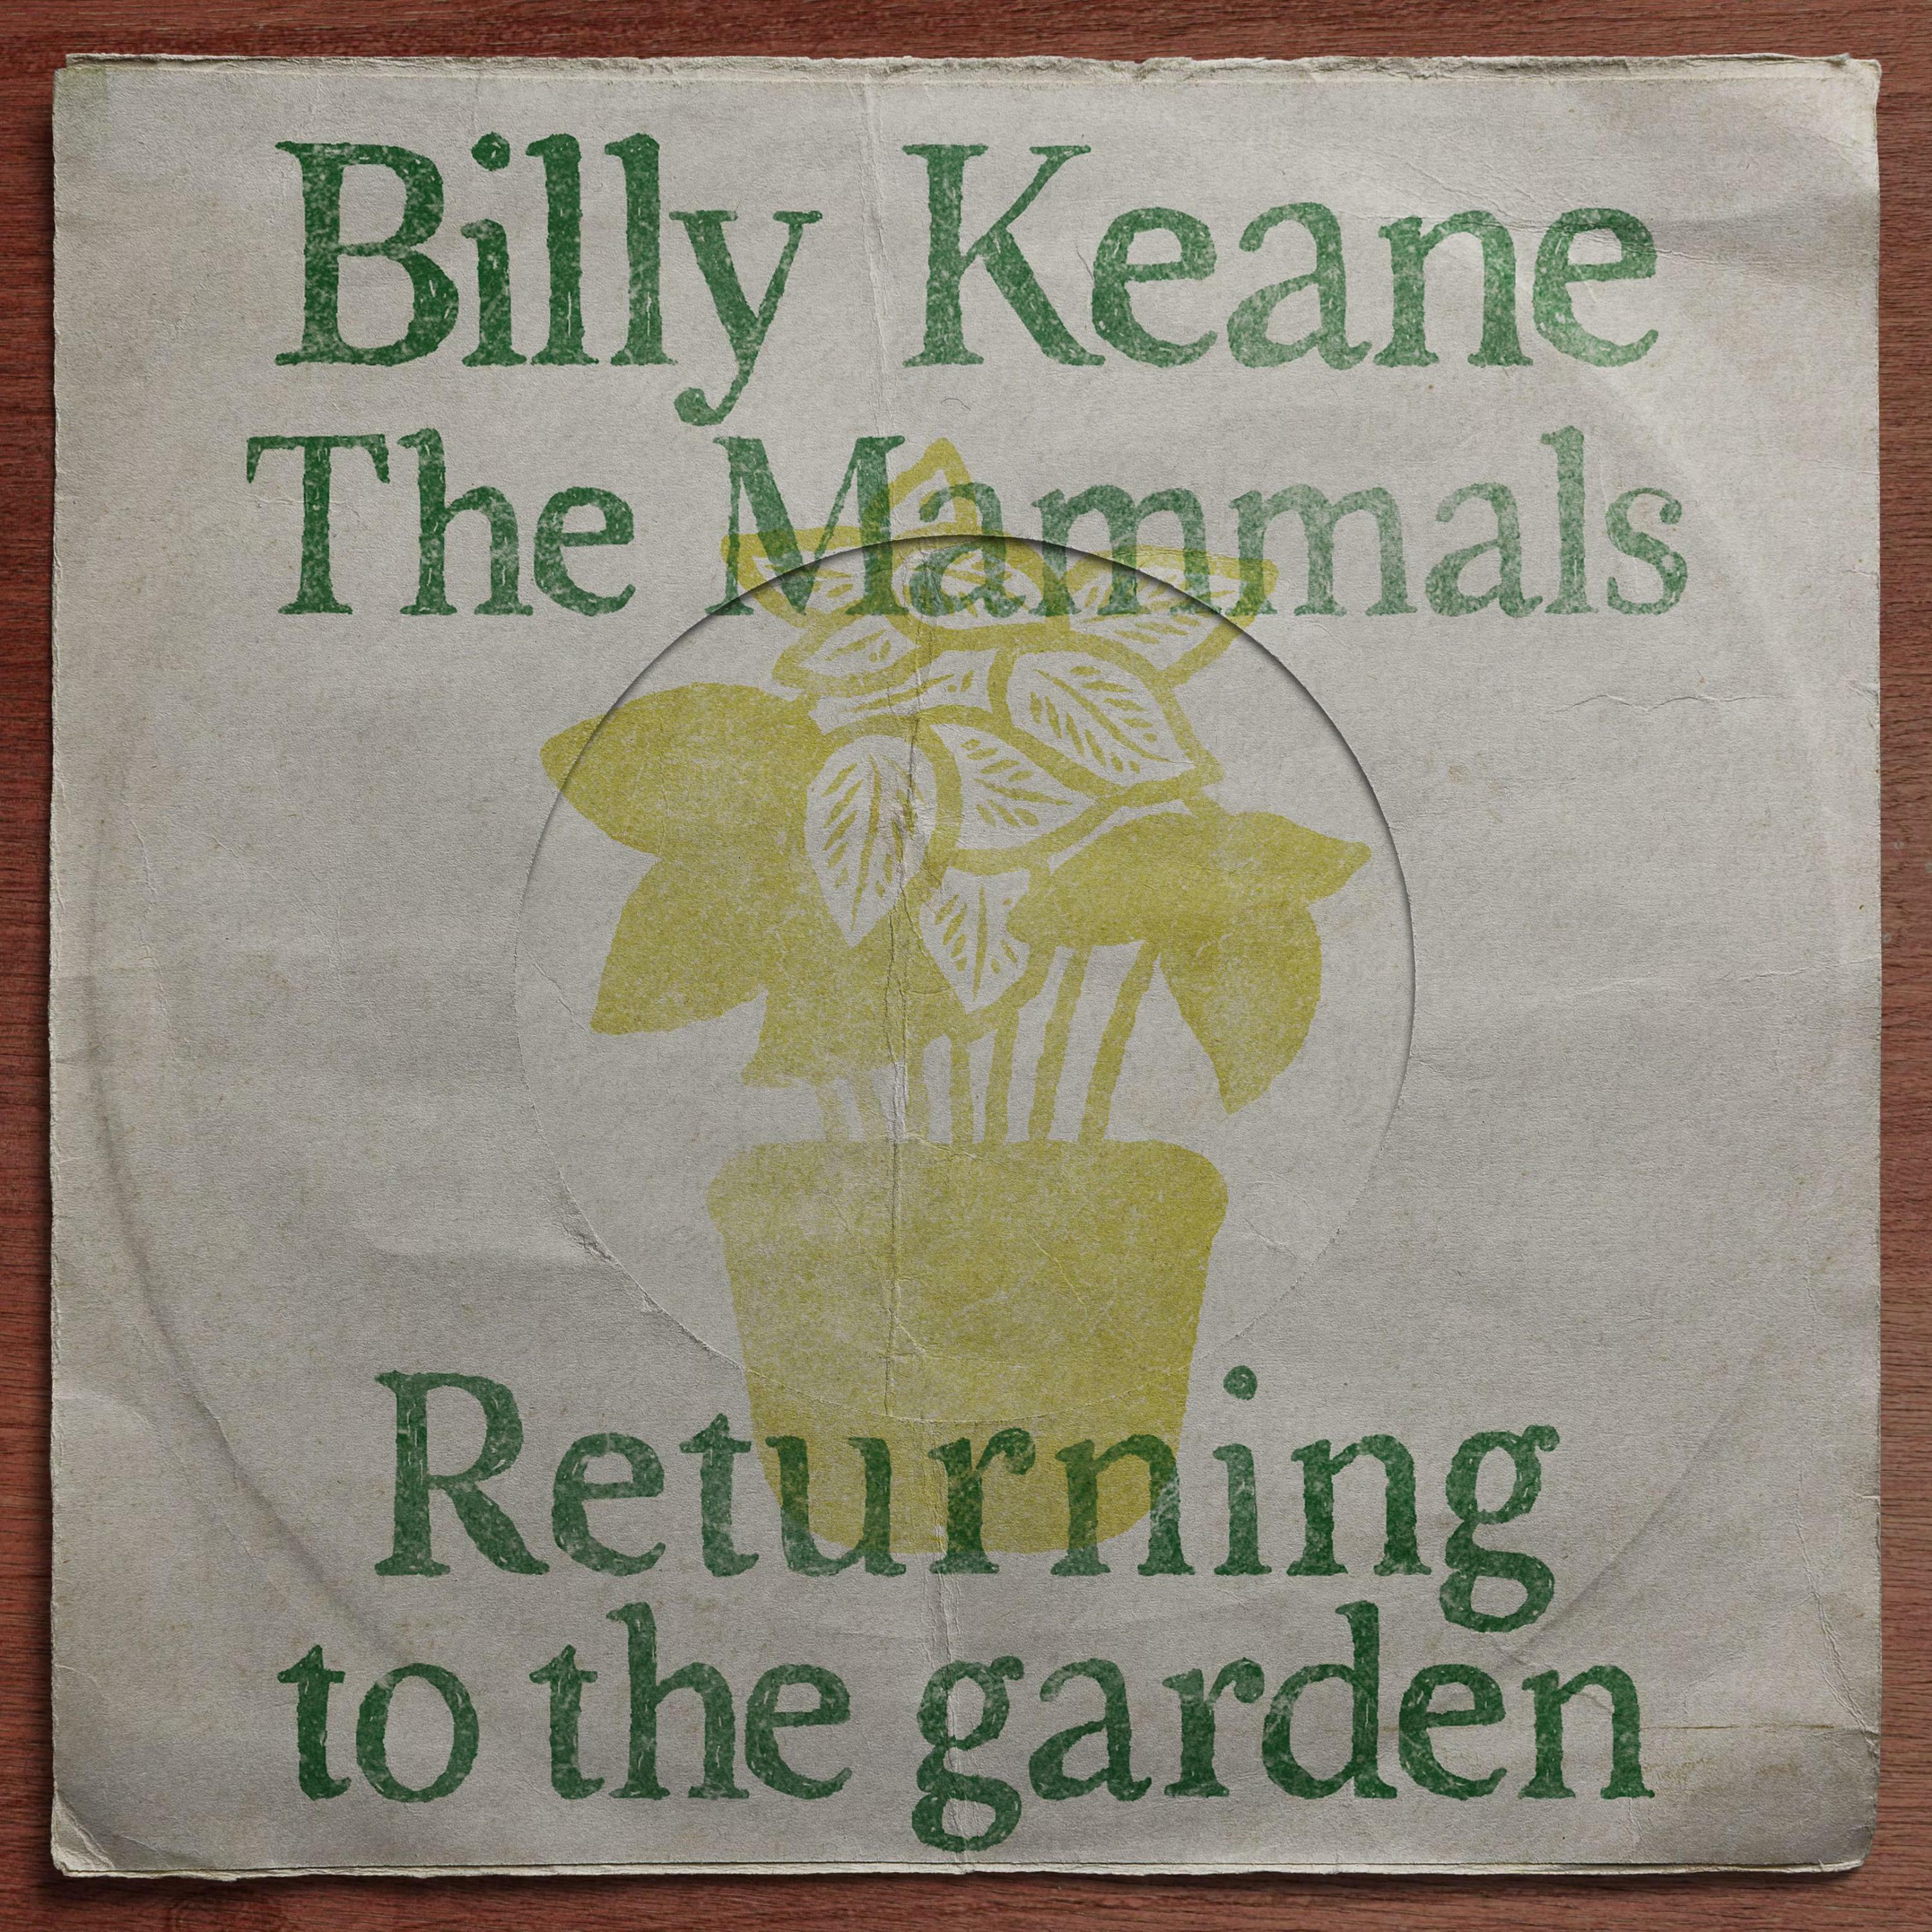 Billy Keane
The Mammals
Returning
to the garden